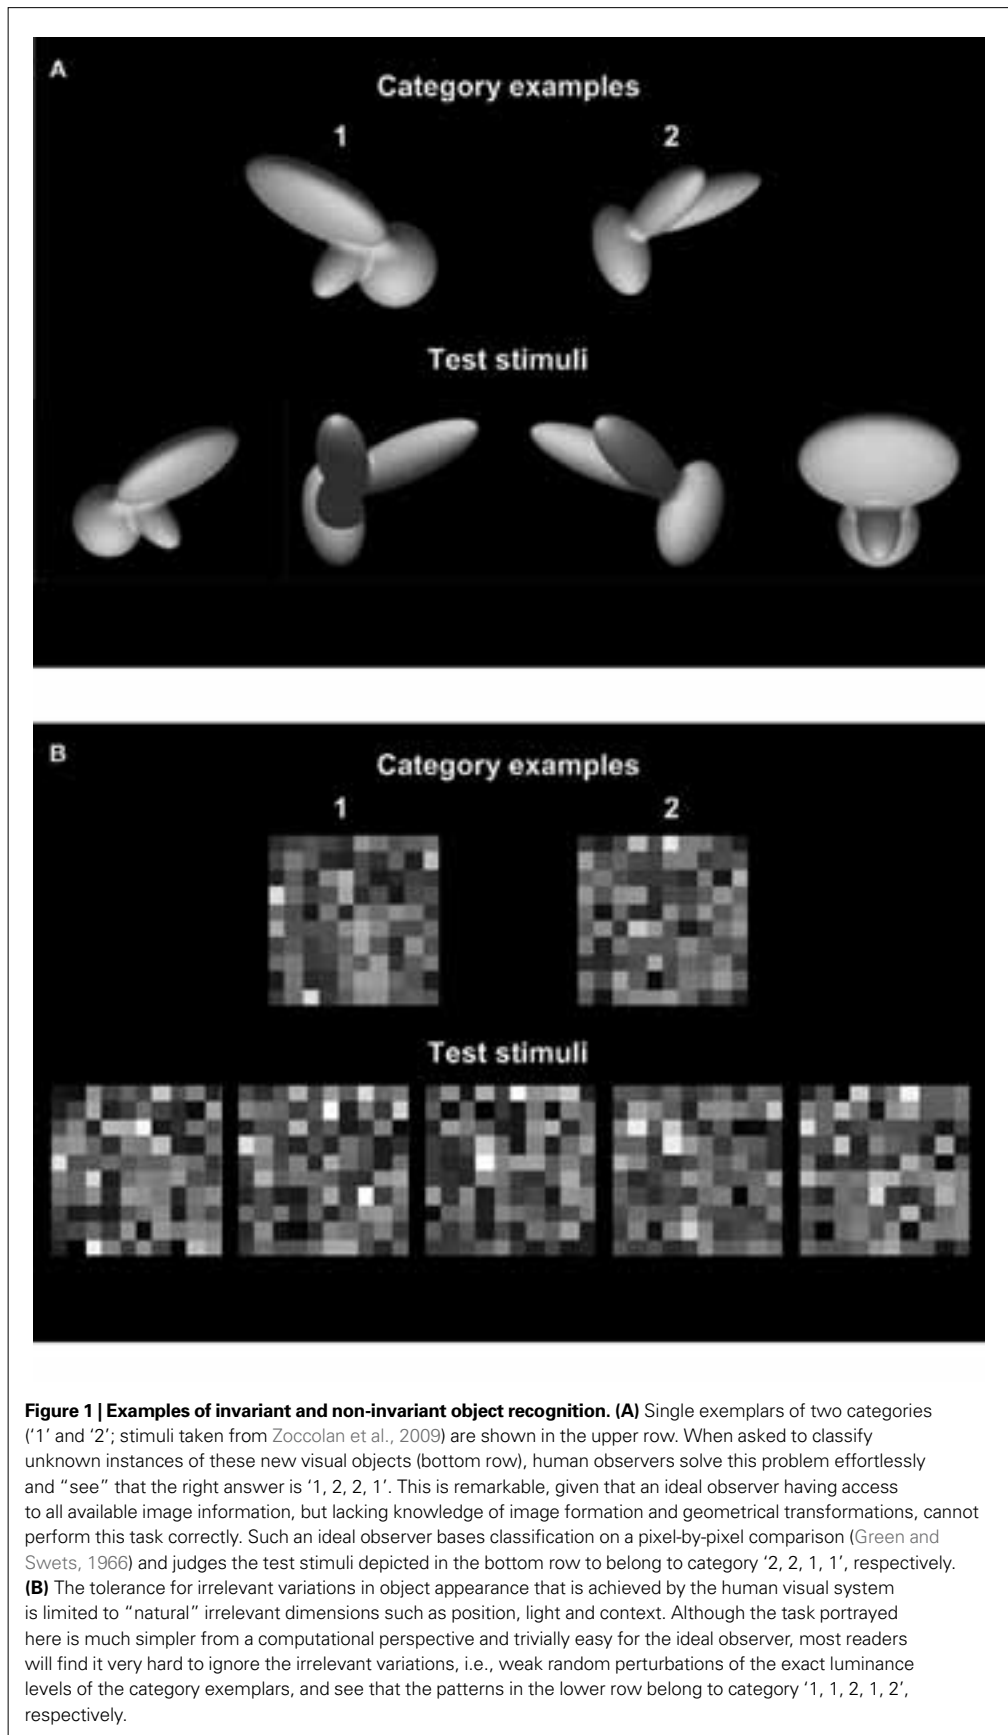 A
Category examples
1
2
Test stimuli
B
Category examples
1
2
Test stimuli
Figure 1 | Examples of invariant and non-invariant object recognition. (A) Single exemplars of two categories
('1' and '2'; stimuli taken from Zoccolan et al., 2009) are shown in the upper row. When asked to classify
unknown instances of these new visual objects (bottom row), human observers solve this problem effortlessly
and “see” that the right answer is '1, 2, 2, 1'. This is remarkable, given that an ideal observer having access
to all available image information, but lacking knowledge of image formation and geometrical transformations, cannot
perform this task correctly. Such an ideal observer bases classification on a pixel-by-pixel comparison (Green and
Swets, 1966) and judges the test stimuli depicted in the bottom row to belong to category '2, 2, 1, 1', respectively.
(B) The tolerance for irrelevant variations in object appearance that is achieved by the human visual system
is limited to “natural” irrelevant dimensions such as position, light and context. Although the task portrayed
here is much simpler from a computational perspective and trivially easy for the ideal observer, most readers
will find it very hard to ignore the irrelevant variations, i.e., weak random perturbations of the exact luminance
levels of the category exemplars, and see that the patterns in the lower row belong to category '1, 1, 2, 1, 2',
respectively.